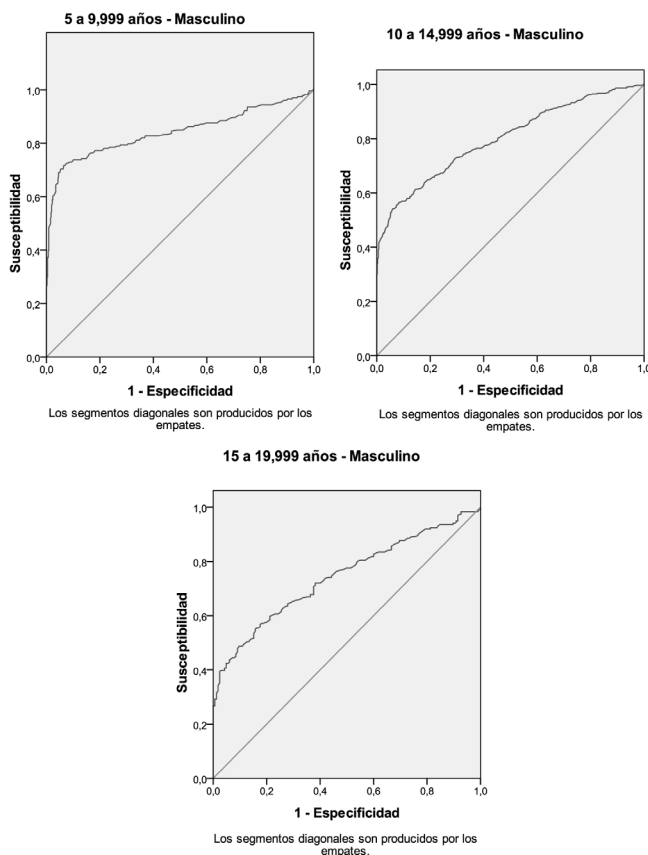 5 a 9,999 años - Masculino
1,0
0,8
0,6
0,4
0,2
0,0
Susceptibilidad
0,0 0,2 0,4 0,6 0,8 1,0
1 - Especificidad
Los segmentos diagonales son producidos por los
empates.
10 a 14,999 años - Masculino
1,0
0,8
0,6
0,4
0,2
0,0
Susceptibilidad
0,0 0,2 0,4 0,6 0,8 1,0
1 - Especificidad
Los segmentos diagonales son producidos por los
empates.
15 a 19,999 años - Masculino
1,0
0,8
0,6
0,4
0,2
0,0
Susceptibilidad
0,0 0,2 0,4 0,6 0,8 1,0
1 - Especificidad
Los segmentos diagonales son producidos por los
empates.